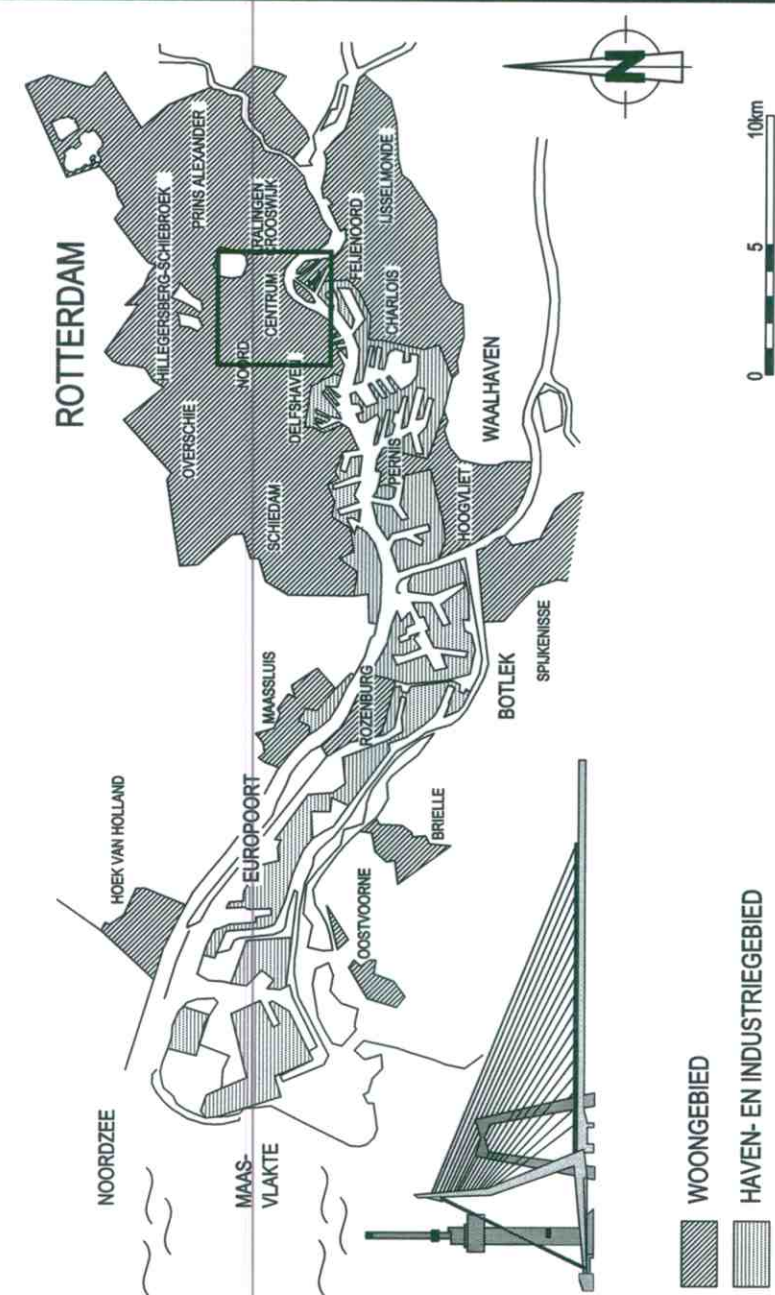 ROTTERDAM
HILLEGERSBERG-SCHIEBROEK
PRINS ALEXANDER
OVERSCHIE
NOORD
CENTRUM
KRALINGEN
CROOSWIJK
SCHIEDAM
DELFSHAVEN
FEIJENOORD
IJSSELMONDE
CHARLOIS
PERNIS
WAALHAVEN
HOOGVLIET
HOEK VAN HOLLAND
MAASSLUIS
NOORDZEE
EUROPOORT
ROZENBURG
MAAS-
VLAKTE
OOSTVOORNE
BRIELLE
BOTLEK
SPIJKENISSE
N
0 5 10km
WOONGEBIED
HAVEN- EN INDUSTRIEGEBIED